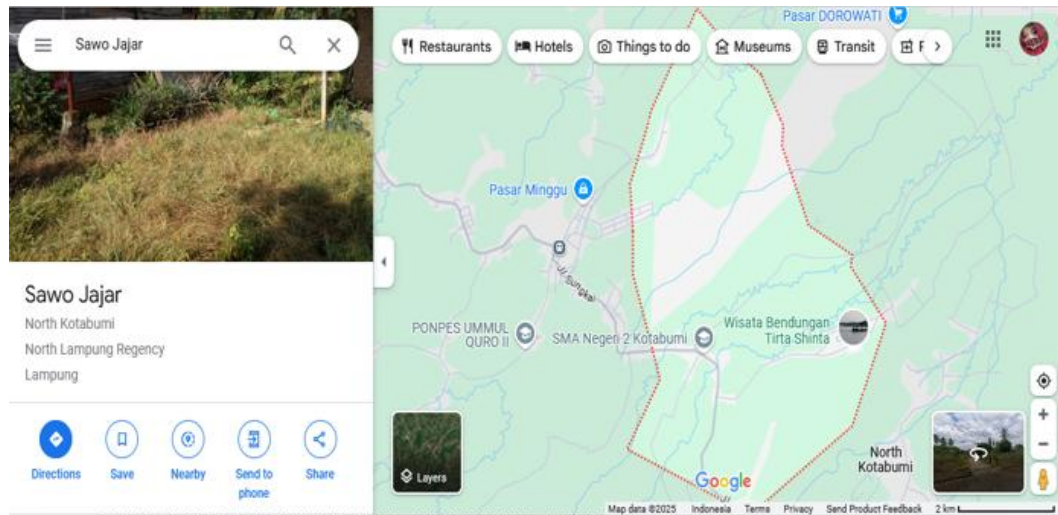 Sawo Jajar
Restaurants
Hotels
Things to do
Museums
Transit
F
Pasar DOROWATI
Pasar Minggu
Jl. Sungkai
PONPES UMMUL
QURO II
SMA Negeri 2 Kotabumi
Wisata Bendungan
Tirta Shinta
North
Kotabumi
Sawo Jajar
North Kotabumi
North Lampung Regency
Lampung
Directions
Save
Nearby
Send to
phone
Share
Layers
Google
Map data ©2025 Indonesia Terms Privacy Send Product Feedback 2 km